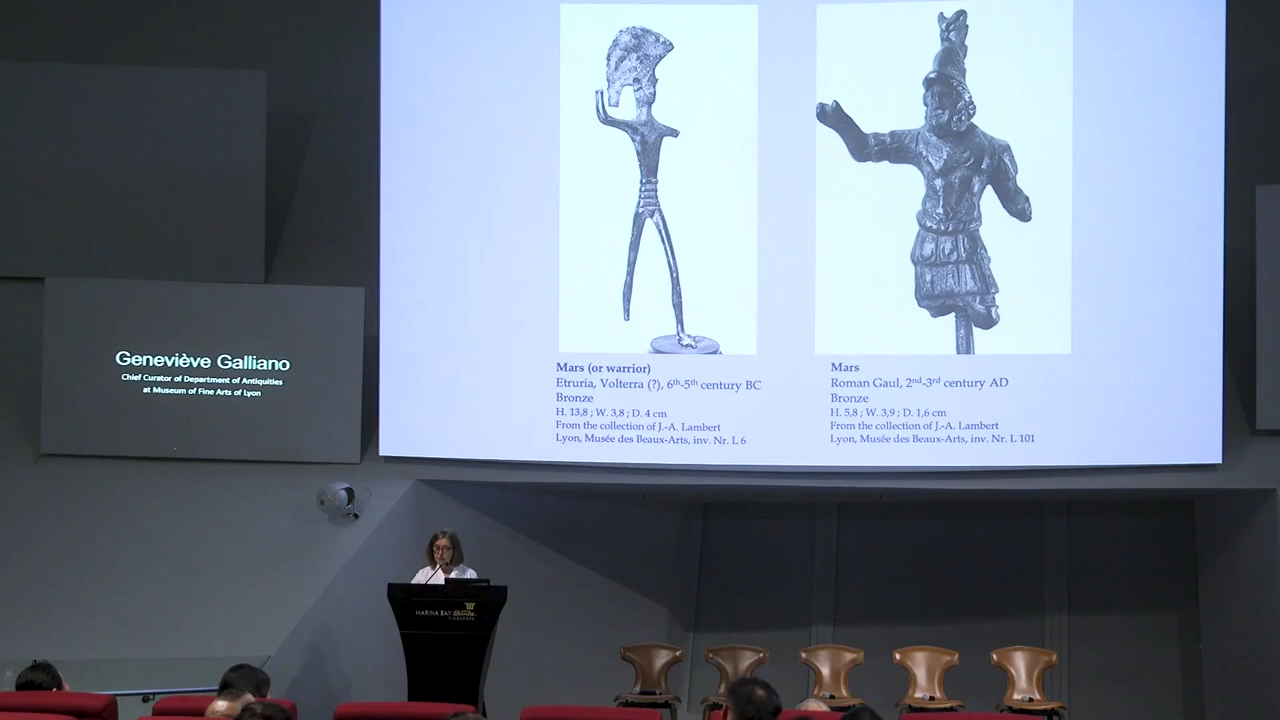 Geneviève Galliano
Chief Curator of Department of Antiquities
at Museum of Fine Arts of Lyon
Mars (or warrior)
Etruria, Volterra (?), 6th-5th century BC
Bronze
H. 13,8 ; W. 3,8 ; D. 4 cm
From the collection of J.-A. Lambert
Lyon, Musée des Beaux-Arts, inv. Nr. L 6
Mars
Roman Gaul, 2nd-3rd century AD
Bronze
H. 5,8 ; W. 3,9 ; D. 1,6 cm
From the collection of J.-A. Lambert
Lyon, Musée des Beaux-Arts, inv. Nr. L 101
MARINA BAY Sands
SINGAPORE